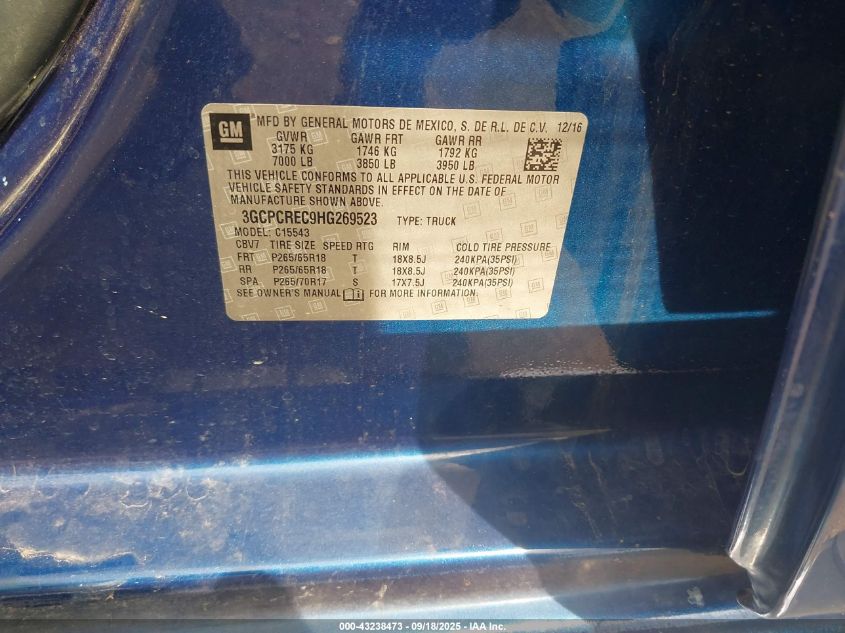 GM
MFD BY GENERAL MOTORS DE MEXICO, S. DE R.L. DE C.V. 12/16
GVWR GAWR FRT GAWR RR
3175 KG 1746 KG 1792 KG
7000 LB 3850 LB 3950 LB
THIS VEHICLE CONFORMS TO ALL APPLICABLE U.S. FEDERAL MOTOR
VEHICLE SAFETY STANDARDS IN EFFECT ON THE DATE OF
MANUFACTURE SHOWN ABOVE.
3GCPCREC9HG269523 TYPE: TRUCK
MODEL: C15543
CBV7 TIRE SIZE SPEED RTG RIM COLD TIRE PRESSURE
FRT P265/65R18 T 18X8.5J 240KPA(35PSI)
RR P265/65R18 T 18X8.5J 240KPA(35PSI)
SPA P265/70R17 S 17X7.5J 240KPA(35PSI)
SEE OWNER'S MANUAL FOR MORE INFORMATION.
000-43238473 - 09/18/2025 - IAA Inc.